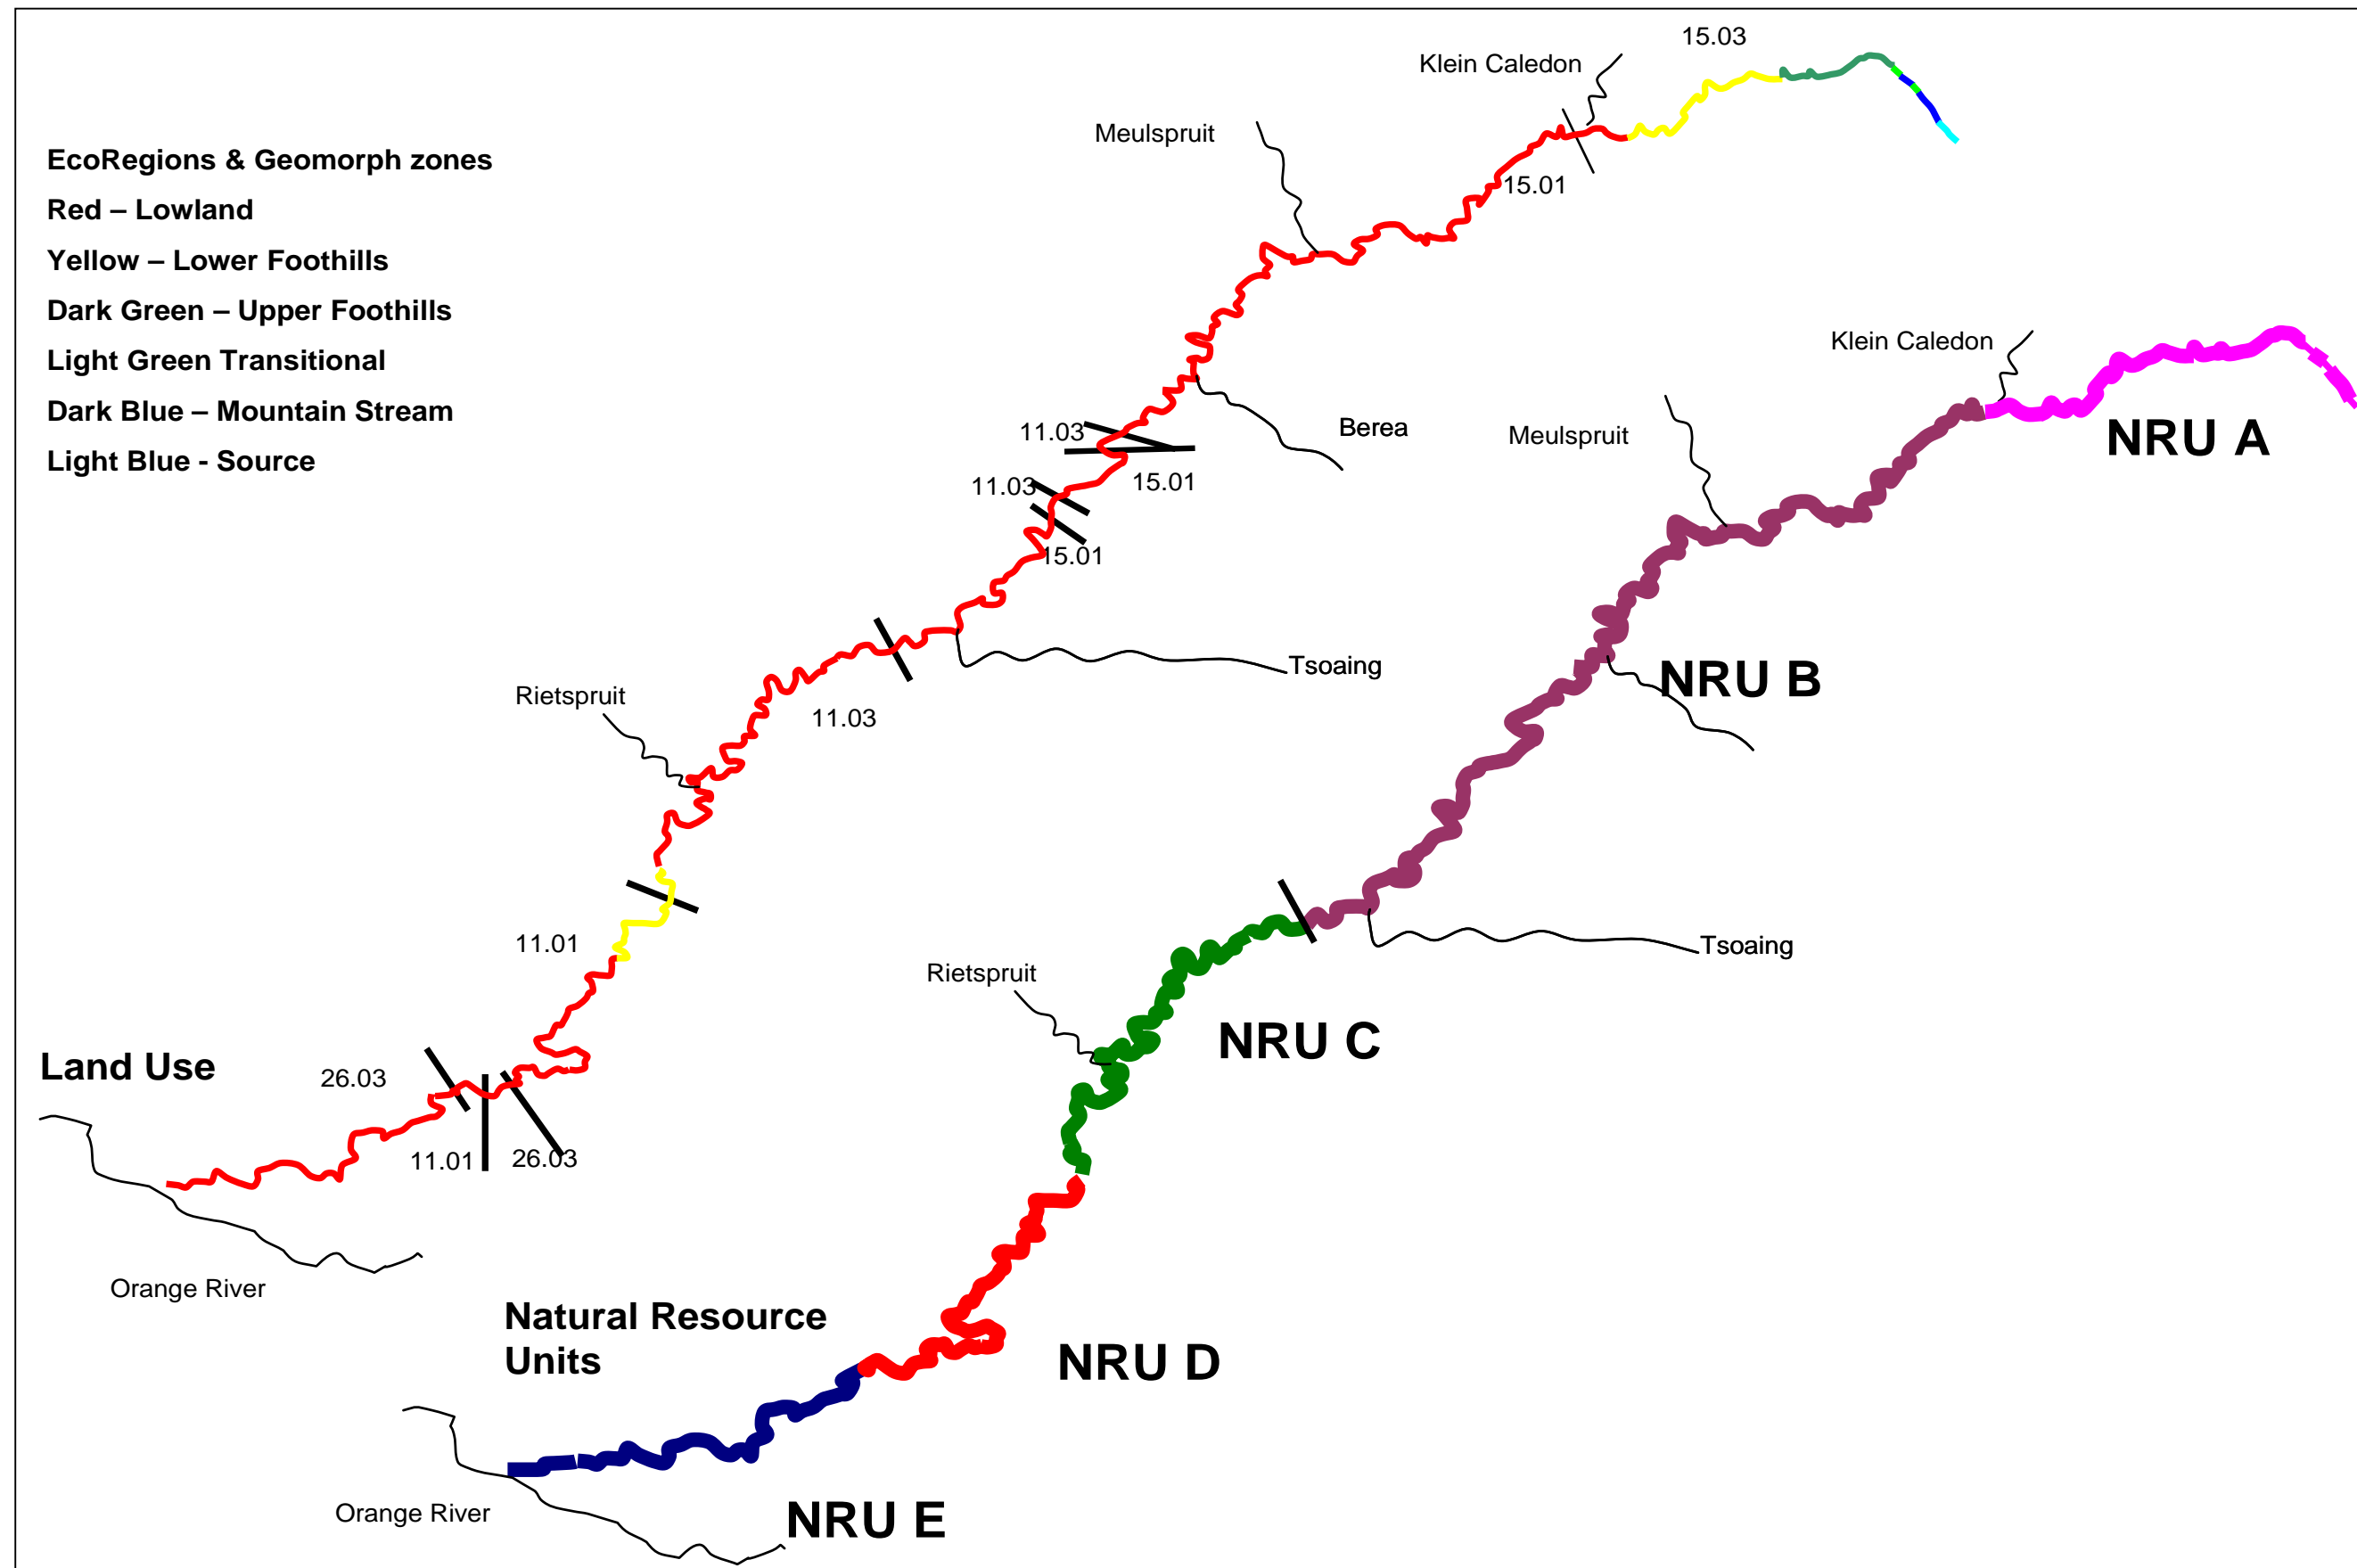 15.03
Klein Caledon
Meulspruit
EcoRegions & Geomorph zones
Red – Lowland
Yellow – Lower Foothills
Dark Green – Upper Foothills
Light Green Transitional
Dark Blue – Mountain Stream
Light Blue - Source
15.01
Klein Caledon
NRU A
Meulspruit
Berea
11.03
15.01
11.03
15.01
Tsoaing
NRU B
Rietspruit
11.03
11.01
Tsoaing
Rietspruit
NRU C
Land Use
26.03
11.01
26.03
Orange River
Natural Resource
Units
NRU D
Orange River
NRU E